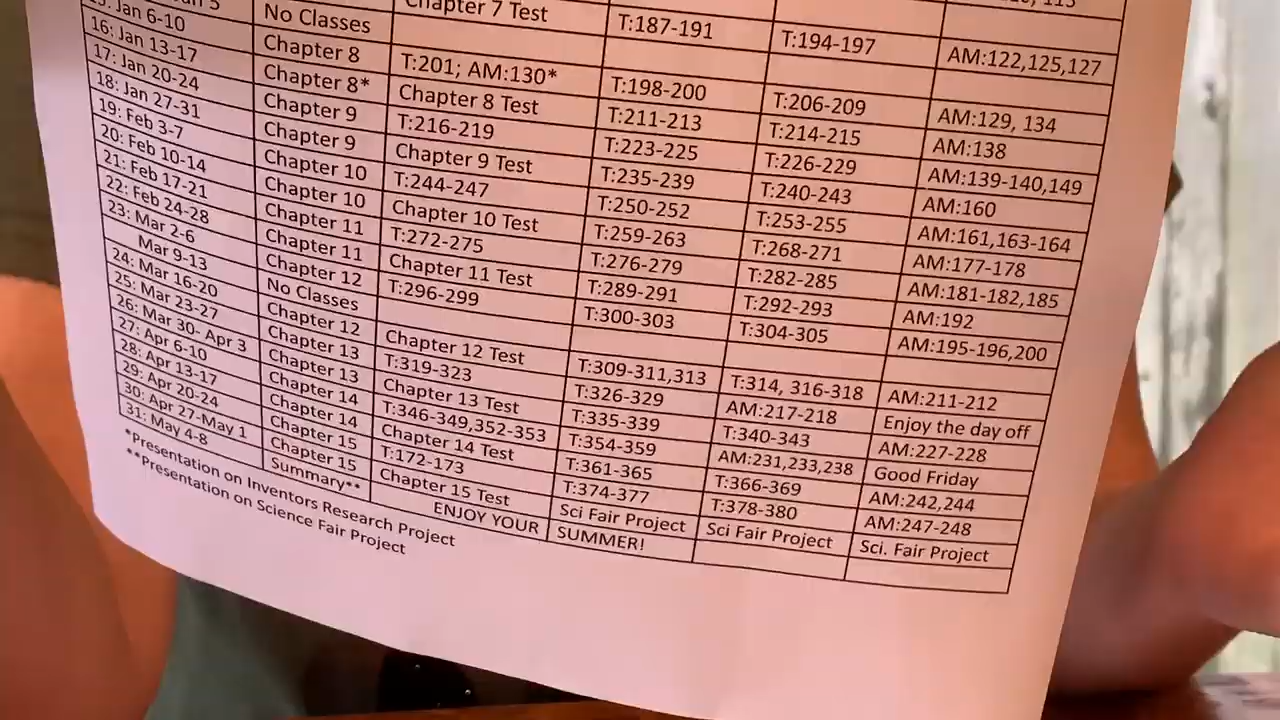 Chapter 7 Test T:187-191 T:194-197 AM:122,125,127
No Classes
Jan 6-10 Chapter 8 T:201; AM:130* T:198-200 T:206-209 AM:129, 134
16: Jan 13-17 Chapter 8* Chapter 8 Test T:211-213 T:214-215 AM:138
17: Jan 20-24 Chapter 9 T:216-219 T:223-225 T:226-229 AM:139-140,149
18: Jan 27-31 Chapter 9 Chapter 9 Test T:235-239 T:240-243 AM:160
19: Feb 3-7 Chapter 10 T:244-247 T:250-252 T:253-255 AM:161,163-164
20: Feb 10-14 Chapter 10 Chapter 10 Test T:259-263 T:268-271 AM:177-178
21: Feb 17-21 Chapter 11 T:272-275 T:276-279 T:282-285 AM:181-182,185
22: Feb 24-28 Chapter 11 Chapter 11 Test T:289-291 T:292-293 AM:192
23: Mar 2-6 Chapter 12 T:296-299 T:300-303 T:304-305 AM:195-196,200
Mar 9-13 No Classes
24: Mar 16-20 Chapter 12 Chapter 12 Test T:309-311,313 T:314, 316-318 AM:211-212
25: Mar 23-27 Chapter 13 T:319-323 T:326-329 AM:217-218 Enjoy the day off
26: Mar 30- Apr 3 Chapter 13 Chapter 13 Test T:335-339 T:340-343 AM:227-228
27: Apr 6-10 Chapter 14 T:346-349,352-353 T:354-359 AM:231,233,238 Good Friday
28: Apr 13-17 Chapter 14 Chapter 14 Test T:361-365 T:366-369 AM:242,244
29: Apr 20-24 Chapter 15 T:172-173 T:374-377 T:378-380 AM:247-248
30: Apr 27-May 1 Chapter 15 Chapter 15 Test Sci Fair Project Sci Fair Project Sci. Fair Project
31: May 4-8 Summary** ENJOY YOUR SUMMER!
*Presentation on Inventors Research Project
**Presentation on Science Fair Project